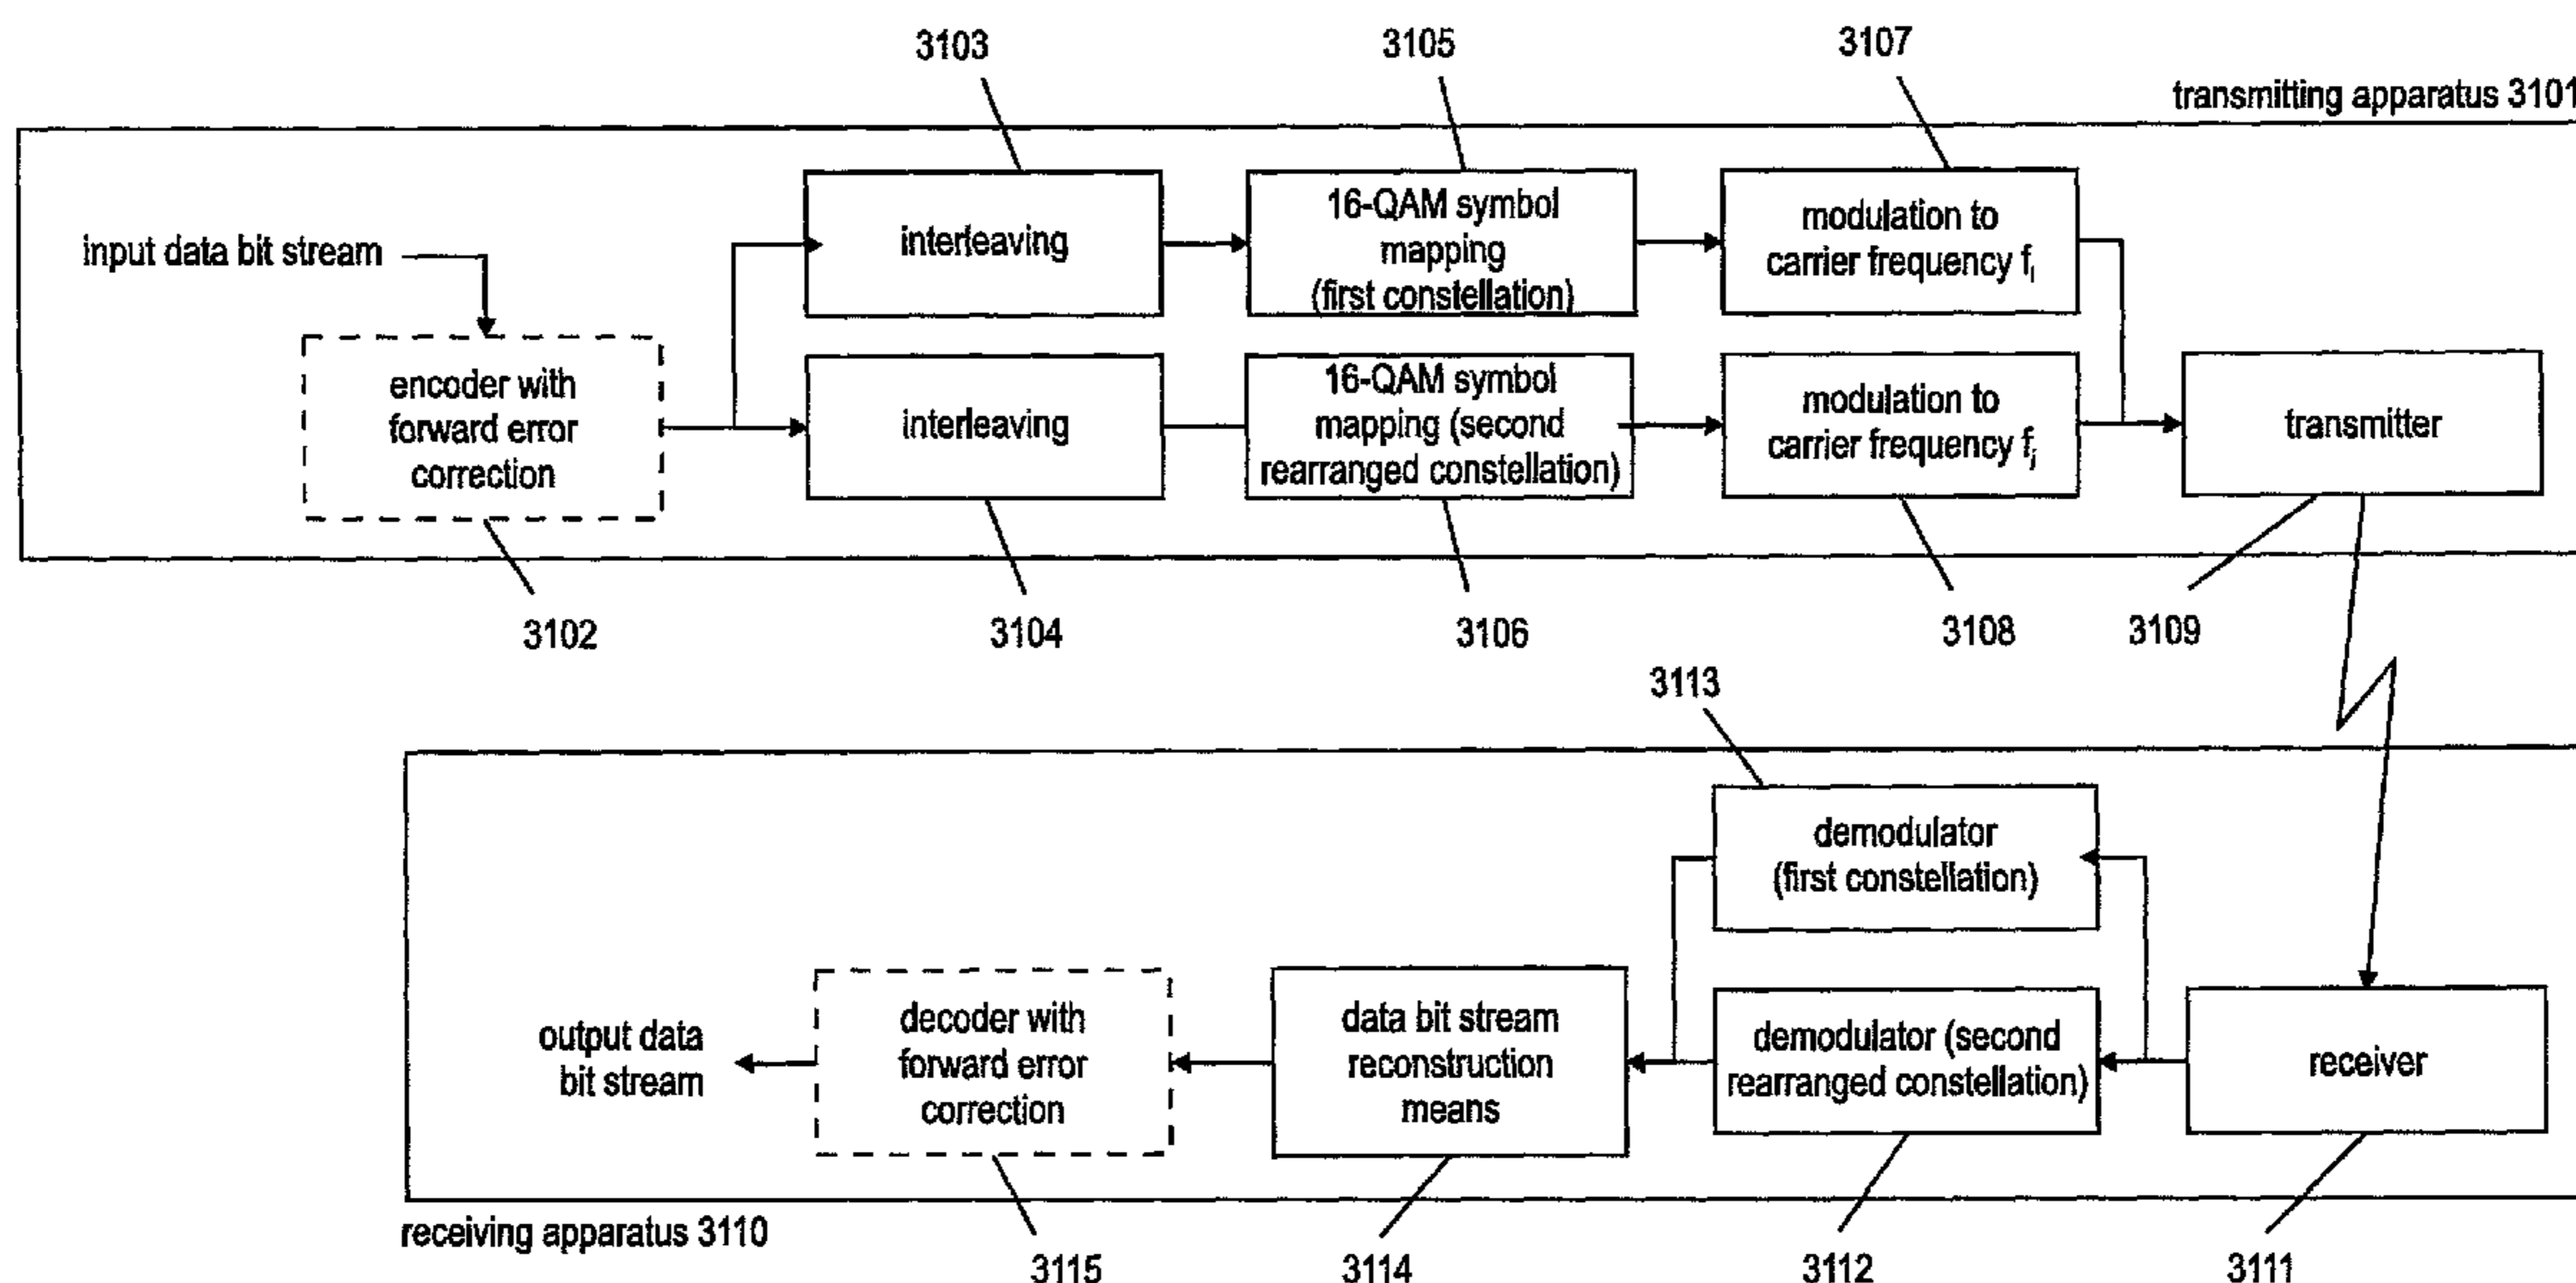 3103
3105
3107
transmitting apparatus 3101
input data bit stream
interleaving
16-QAM symbol
mapping
(first constellation)
modulation to
carrier frequency fi
encoder with
forward error
correction
interleaving
16-QAM symbol
mapping (second
rearranged constellation)
modulation to
carrier frequency fj
transmitter
3102
3104
3106
3108
3109
3113
demodulator
(first constellation)
output data
bit stream
decoder with
forward error
correction
data bit stream
reconstruction
means
demodulator (second
rearranged constellation)
receiver
receiving apparatus 3110
3115
3114
3112
3111